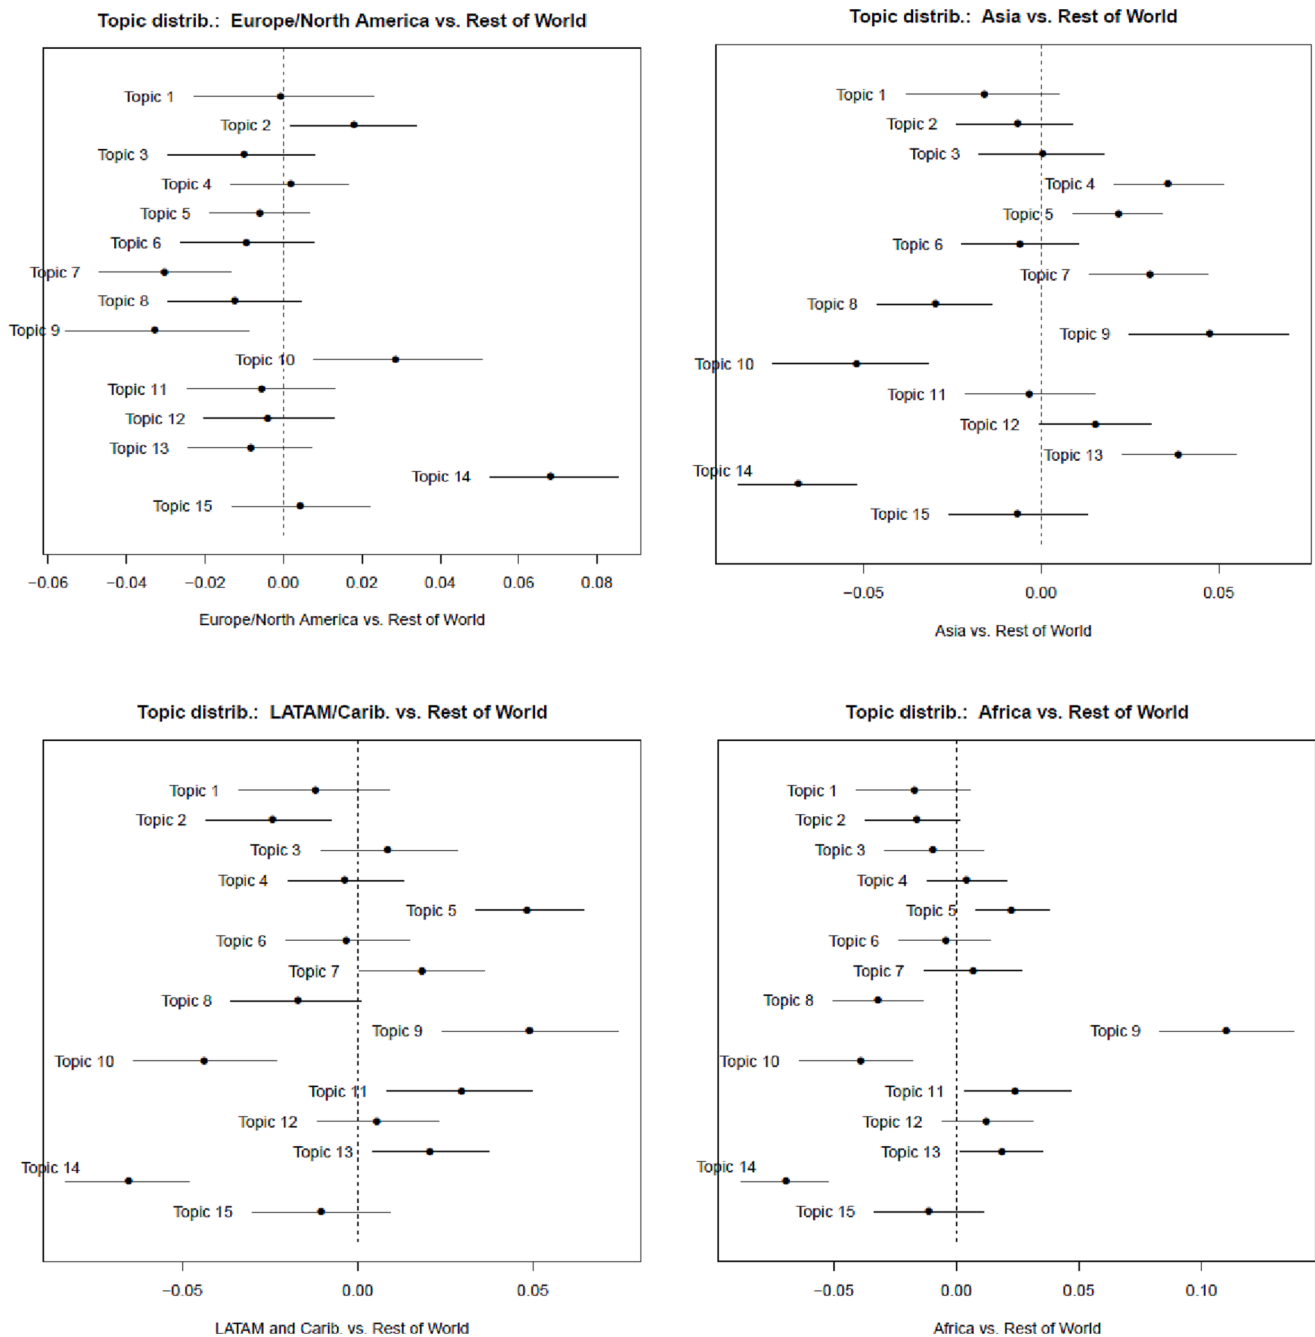 Topic distrib.: Europe/North America vs. Rest of World
Topic 1
Topic 2
Topic 3
Topic 4
Topic 5
Topic 6
Topic 7
Topic 8
Topic 9
Topic 10
Topic 11
Topic 12
Topic 13
Topic 14
Topic 15
−0.06 −0.04 −0.02 0.00 0.02 0.04 0.06 0.08
Europe/North America vs. Rest of World
Topic distrib.: Asia vs. Rest of World
Topic 1
Topic 2
Topic 3
Topic 4
Topic 5
Topic 6
Topic 7
Topic 8
Topic 9
Topic 10
Topic 11
Topic 12
Topic 13
Topic 14
Topic 15
−0.05 0.00 0.05
Asia vs. Rest of World
Topic distrib.: LATAM/Carib. vs. Rest of World
Topic 1
Topic 2
Topic 3
Topic 4
Topic 5
Topic 6
Topic 7
Topic 8
Topic 9
Topic 10
Topic 11
Topic 12
Topic 13
Topic 14
Topic 15
−0.05 0.00 0.05
LATAM and Carib. vs. Rest of World
Topic distrib.: Africa vs. Rest of World
Topic 1
Topic 2
Topic 3
Topic 4
Topic 5
Topic 6
Topic 7
Topic 8
Topic 9
Topic 10
Topic 11
Topic 12
Topic 13
Topic 14
Topic 15
−0.05 0.00 0.05 0.10
Africa vs. Rest of World